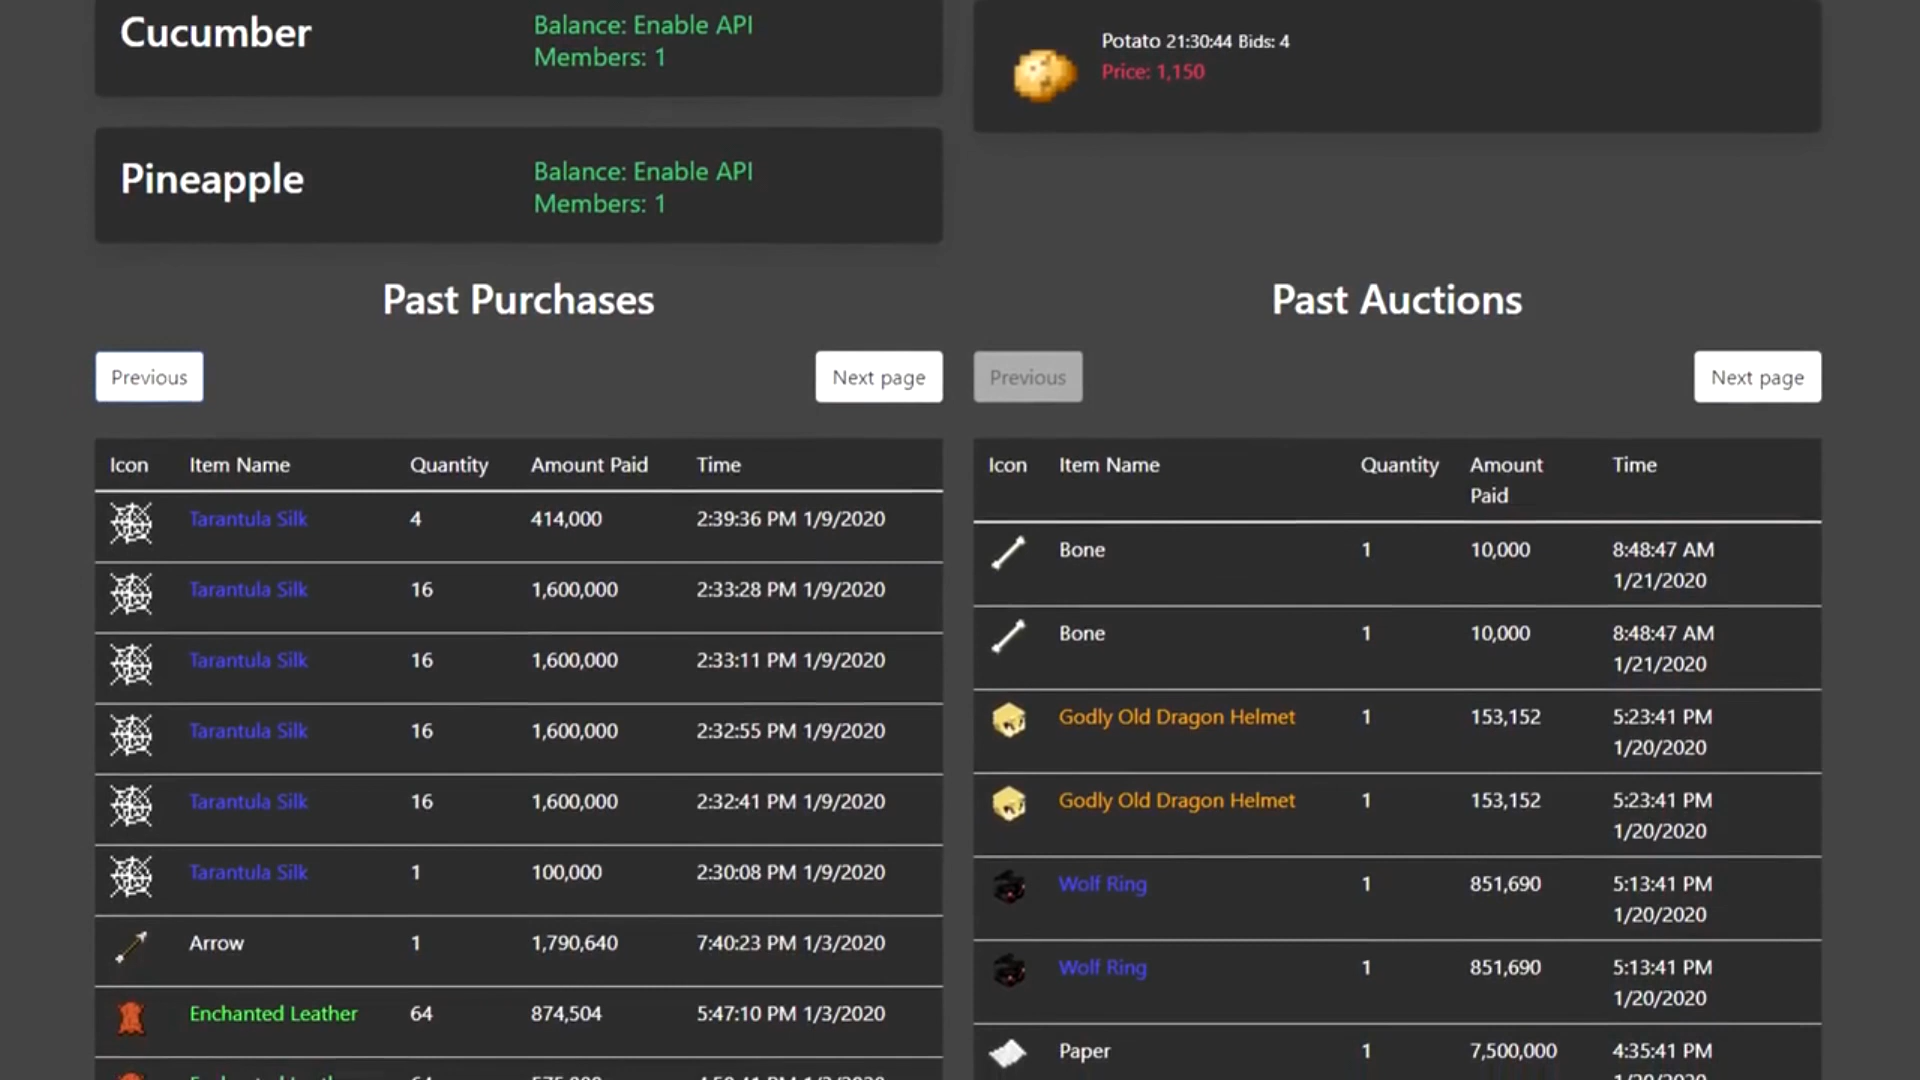 Cucumber
Balance: Enable API
Members: 1
Potato 21:30:44 Bids: 4
Price: 1,150
Pineapple
Balance: Enable API
Members: 1
Past Purchases
Previous
Next page
Icon Item Name Quantity Amount Paid Time
Tarantula Silk 4 414,000 2:39:36 PM 1/9/2020
Tarantula Silk 16 1,600,000 2:33:28 PM 1/9/2020
Tarantula Silk 16 1,600,000 2:33:11 PM 1/9/2020
Tarantula Silk 16 1,600,000 2:32:55 PM 1/9/2020
Tarantula Silk 16 1,600,000 2:32:41 PM 1/9/2020
Tarantula Silk 1 100,000 2:30:08 PM 1/9/2020
Arrow 1 1,790,640 7:40:23 PM 1/3/2020
Enchanted Leather 64 874,504 5:47:10 PM 1/3/2020
Past Auctions
Previous
Next page
Icon Item Name Quantity Amount Time
Paid
Bone 1 10,000 8:48:47 AM
1/21/2020
Bone 1 10,000 8:48:47 AM
1/21/2020
Godly Old Dragon Helmet 1 153,152 5:23:41 PM
1/20/2020
Godly Old Dragon Helmet 1 153,152 5:23:41 PM
1/20/2020
Wolf Ring 1 851,690 5:13:41 PM
1/20/2020
Wolf Ring 1 851,690 5:13:41 PM
1/20/2020
Paper 1 7,500,000 4:35:41 PM